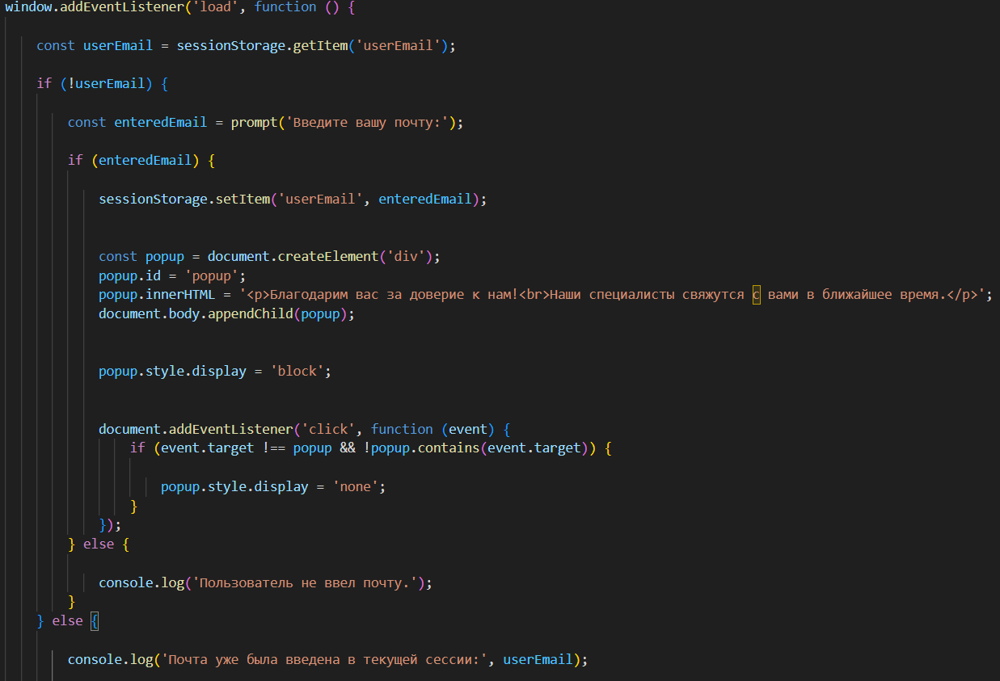 window.addEventListener('load', function () {
const userEmail = sessionStorage.getItem('userEmail');
if (!userEmail) {
const enteredEmail = prompt('Введите вашу почту:');
if (enteredEmail) {
sessionStorage.setItem('userEmail', enteredEmail);
const popup = document.createElement('div');
popup.id = 'popup';
popup.innerHTML = '<p>Благодарим вас за доверие к нам!<br>Наши специалисты свяжутся с вами в ближайшее время.</p>';
document.body.appendChild(popup);
popup.style.display = 'block';
document.addEventListener('click', function (event) {
if (event.target !== popup && !popup.contains(event.target)) {
popup.style.display = 'none';
}
});
} else {
console.log('Пользователь не ввел почту.');
}
} else {
console.log('Почта уже была введена в текущей сессии:', userEmail);